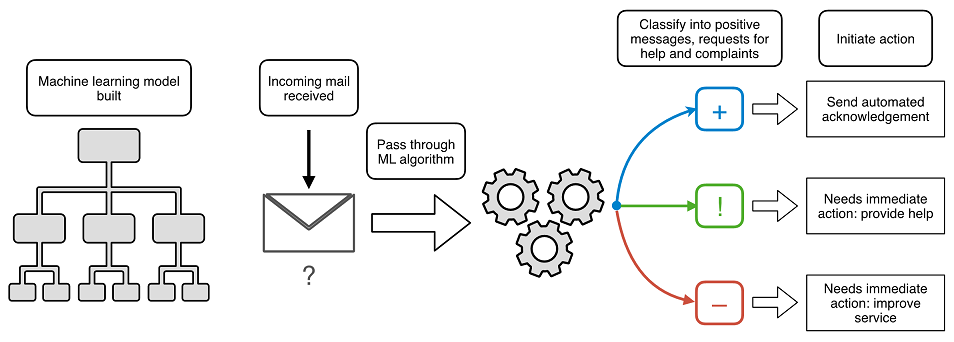 Machine learning model
built
Incoming mail
received
?
Pass through
ML algorithm
Classify into positive
messages, requests for
help and complaints
Initiate action
+
Send automated
acknowledgement
!
Needs immediate
action: provide help
–
Needs immediate
action: improve
service